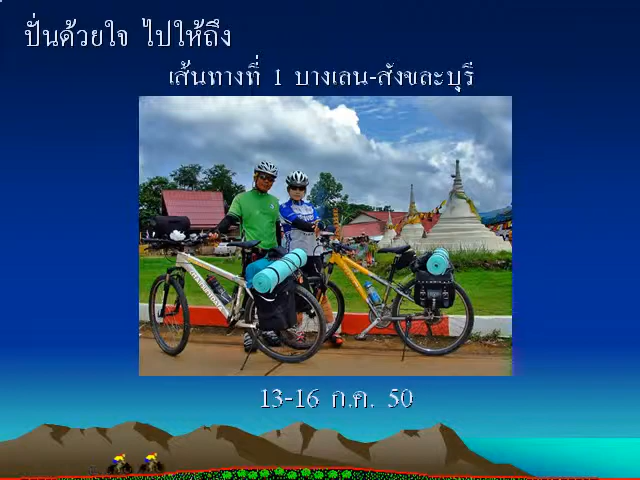 ปั่นด้วยใจ ไปให้ถึง
เส้นทางที่ 1 บางเลน-สังขละบุรี
13-16 ก.ค. 50